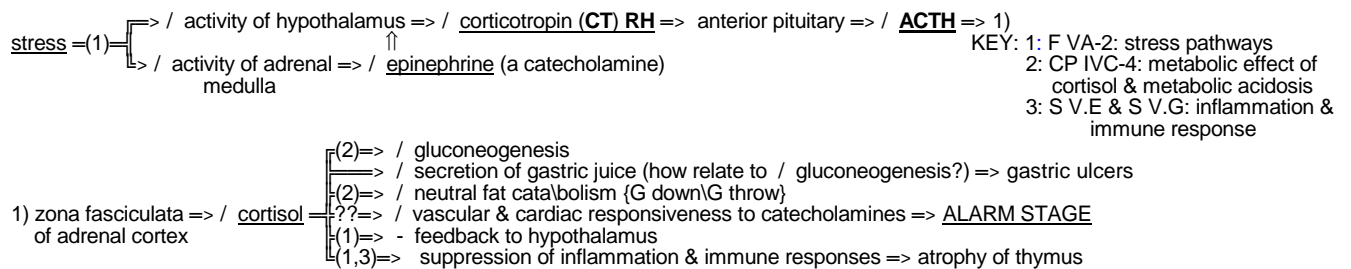 => / activity of hypothalamus => / corticotropin (CT) RH => anterior pituitary => / ACTH => 1)
stress =(1)=
⇑
KEY: 1: F VA-2: stress pathways
=> / activity of adrenal => / epinephrine (a catecholamine)
medulla
2: CP IVC-4: metabolic effect of
cortisol & metabolic acidosis
3: S V.E & S V.G: inflammation &
immune response
(2)=> / gluconeogenesis
=> / secretion of gastric juice (how relate to / gluconeogenesis?) => gastric ulcers
(2)=> / neutral fat cata\bolism {G down\G throw}
1) zona fasciculata => / cortisol =??=> / vascular & cardiac responsiveness to catecholamines => ALARM STAGE
of adrenal cortex
(1)=> - feedback to hypothalamus
(1,3)=> suppression of inflammation & immune responses => atrophy of thymus